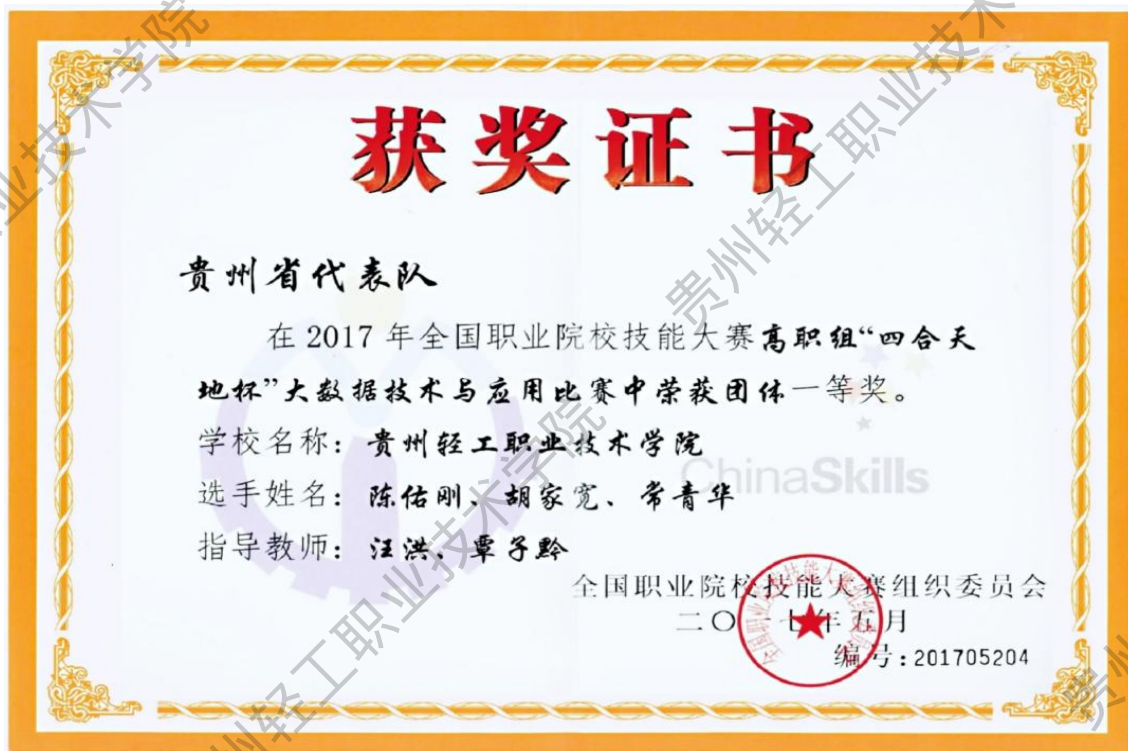 获奖证书
贵州省代表队
在2017年全国职业院校技能大赛高职组“四合天
地杯”大数据技术与应用比赛中荣获团体一等奖。
学校名称：贵州轻工职业技术学院
ChinaSkills
选手姓名：陈佑刚、胡家宽、常青华
指导教师：汪洪、覃子黔
全国职业院校技能大赛组织委员会
二〇一七年五月
编号:201705204
贵州轻工职业技术学院